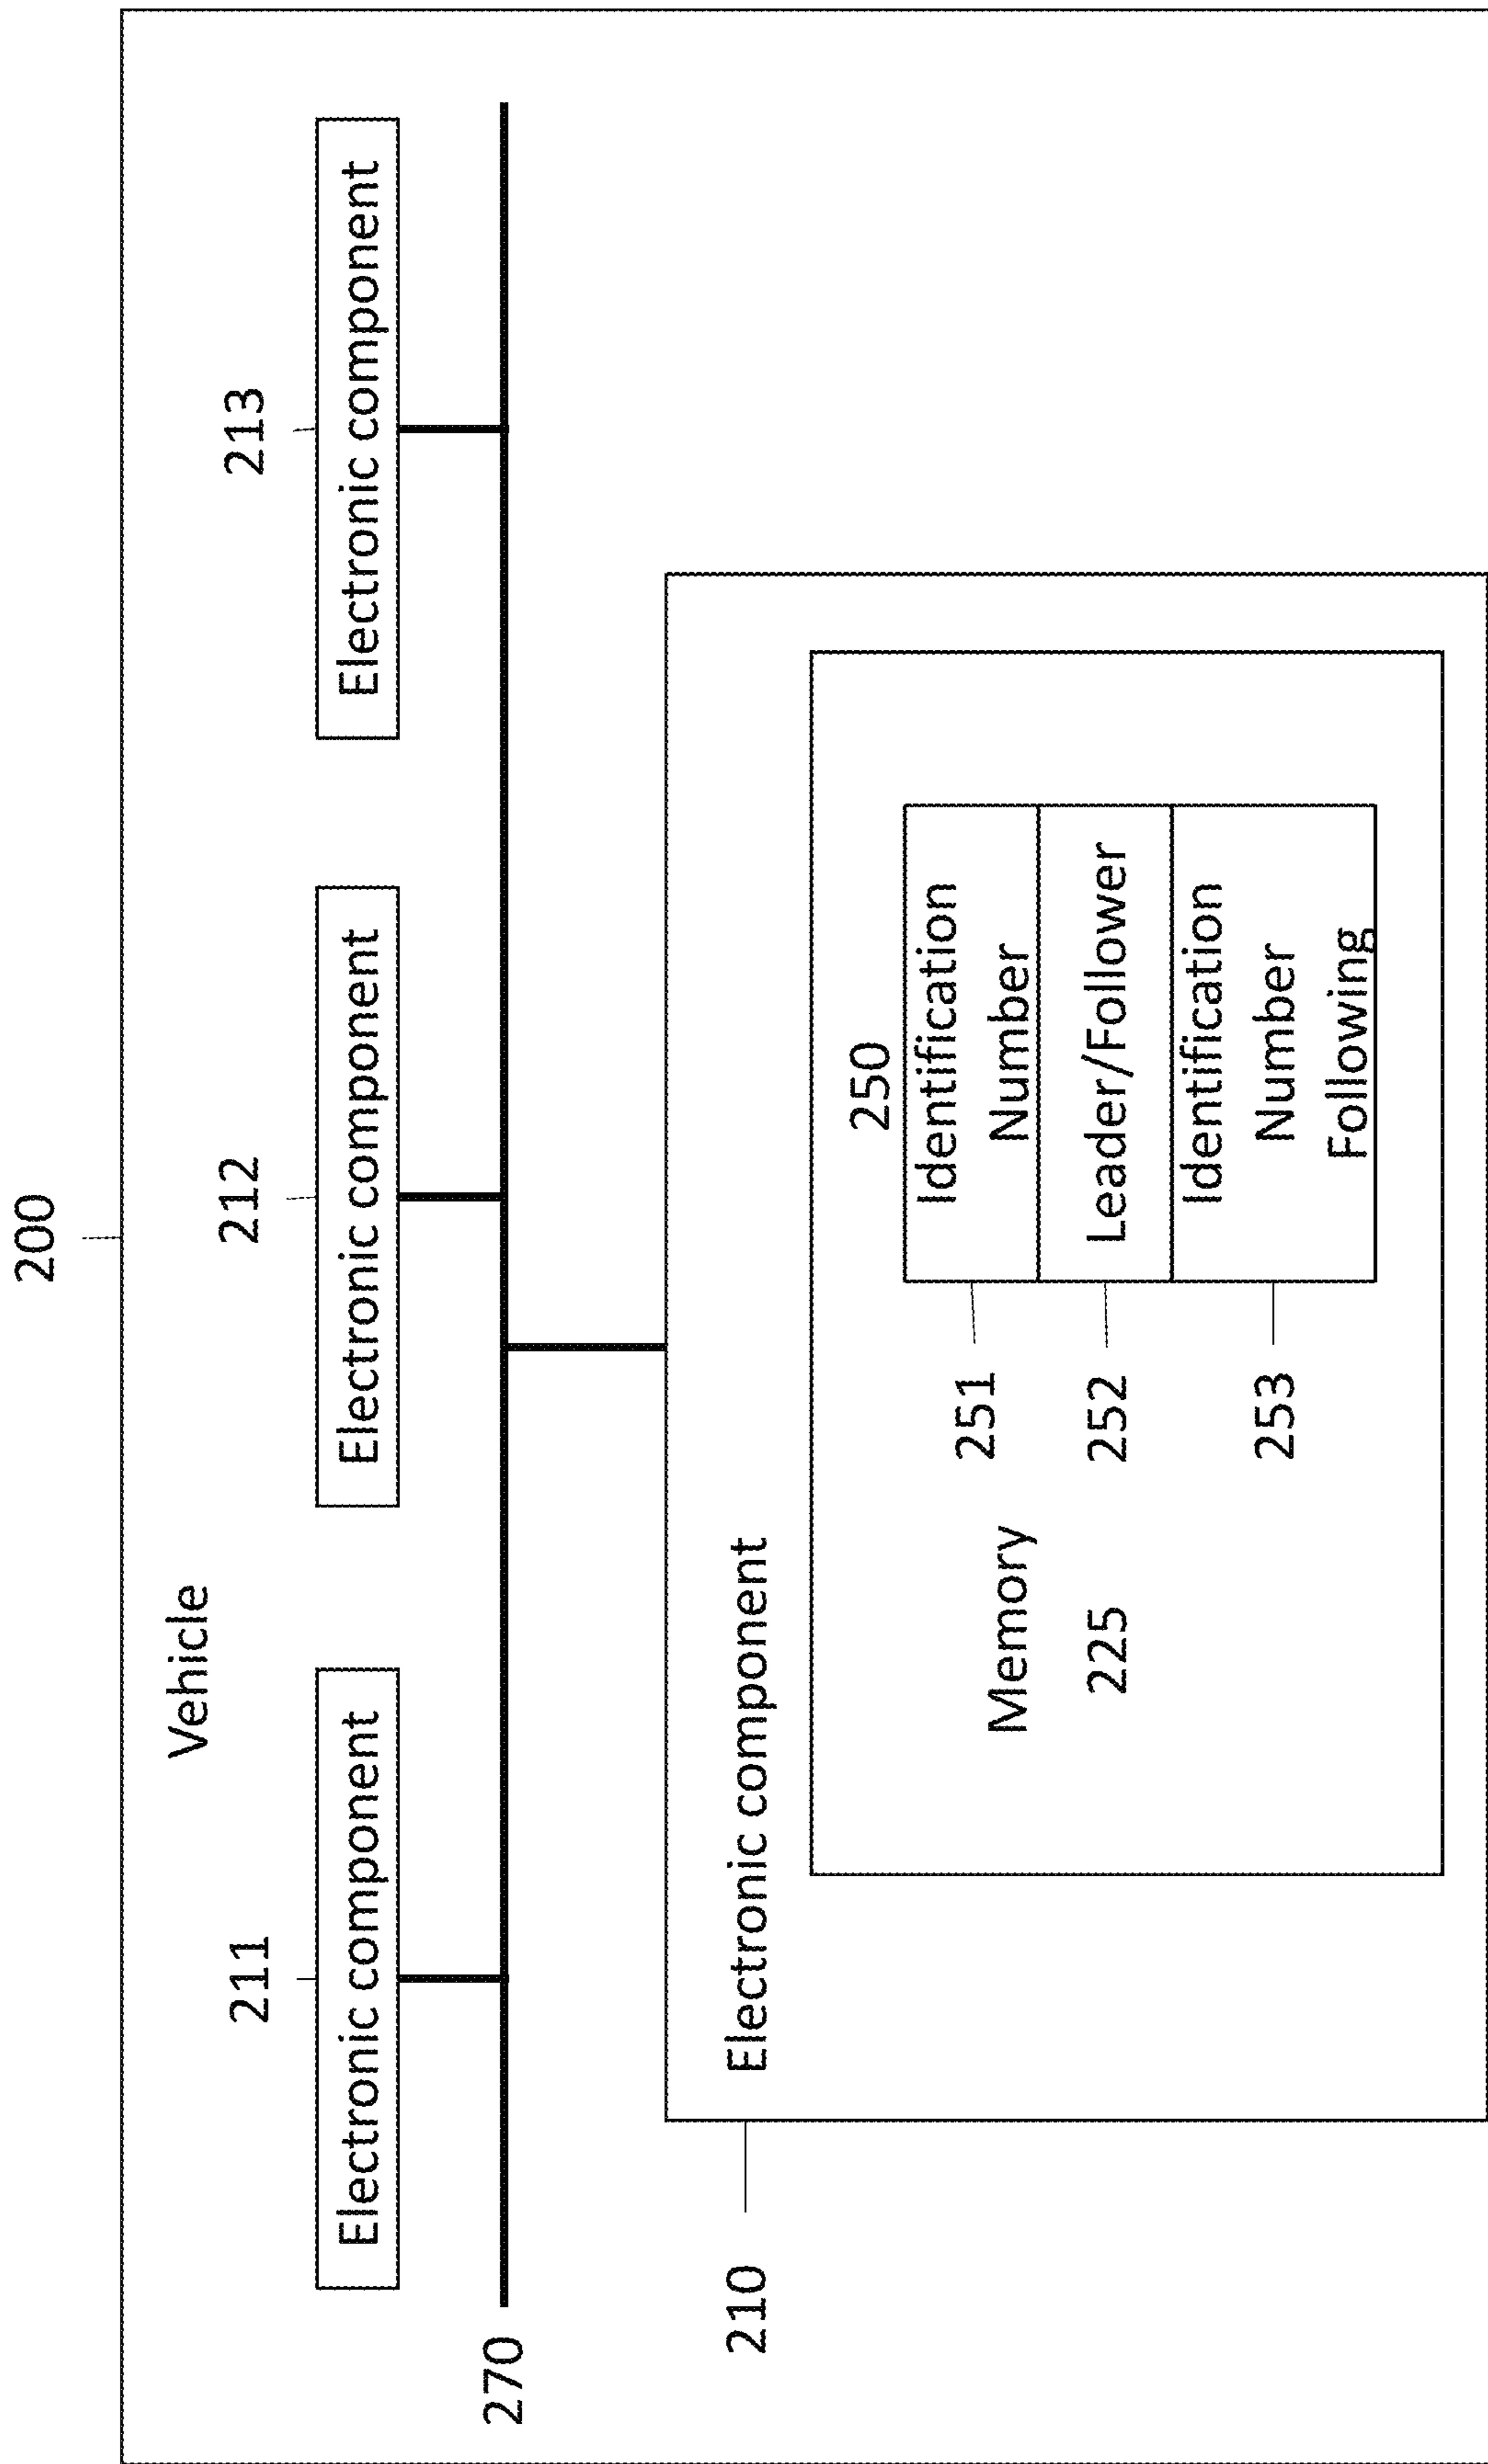 200
Vehicle
211
212
213
Electronic component
Electronic component
Electronic component
270
210
Electronic component
Memory
225
250
251
Identification
Number
252
Leader/Follower
253
Identification
Number
Following